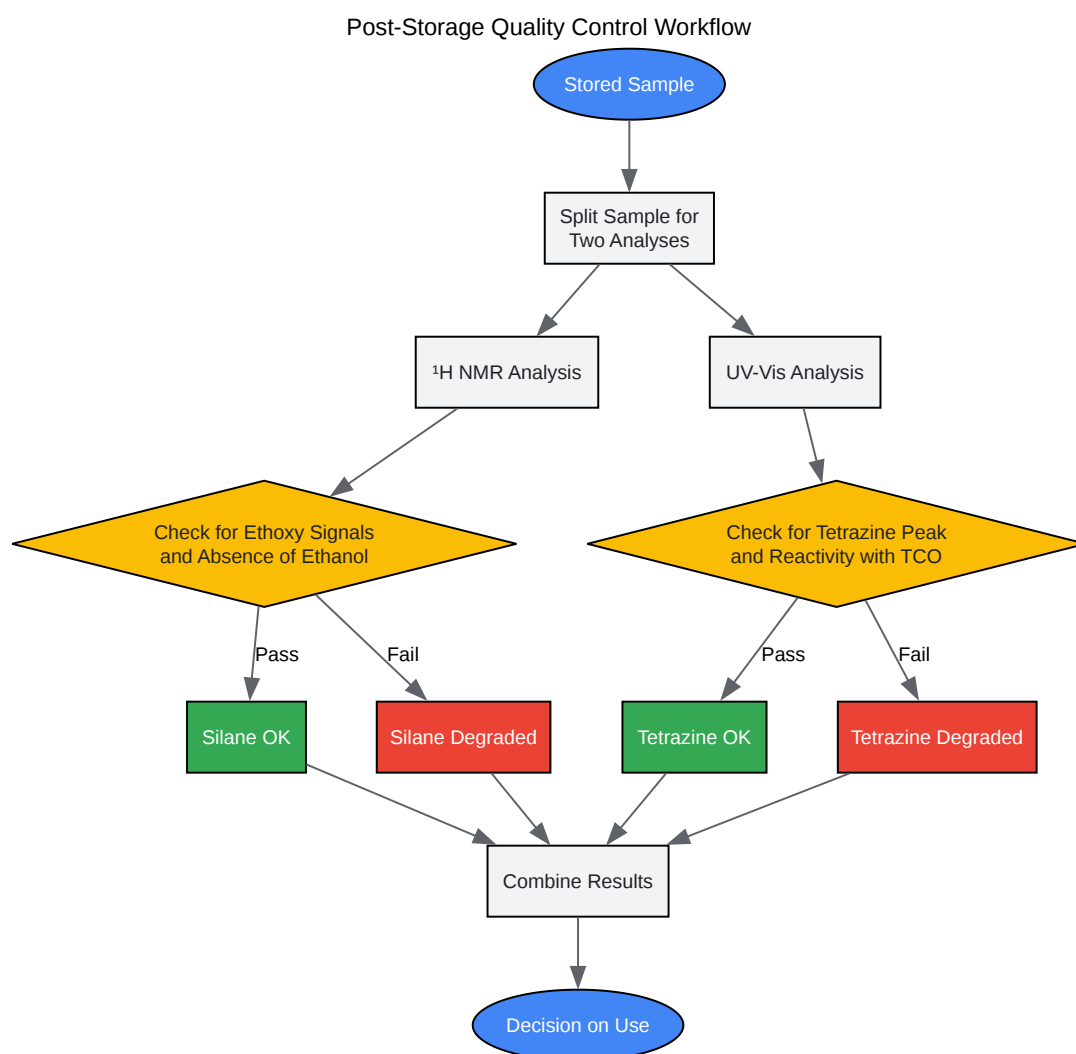 Post-Storage Quality Control Workflow
Stored Sample
Split Sample for
Two Analyses
¹H NMR Analysis
UV-Vis Analysis
Check for Ethoxy Signals
and Absence of Ethanol
Check for Tetrazine Peak
and Reactivity with TCO
Pass
Fail
Pass
Fail
Silane OK
Silane Degraded
Tetrazine OK
Tetrazine Degraded
Combine Results
Decision on Use